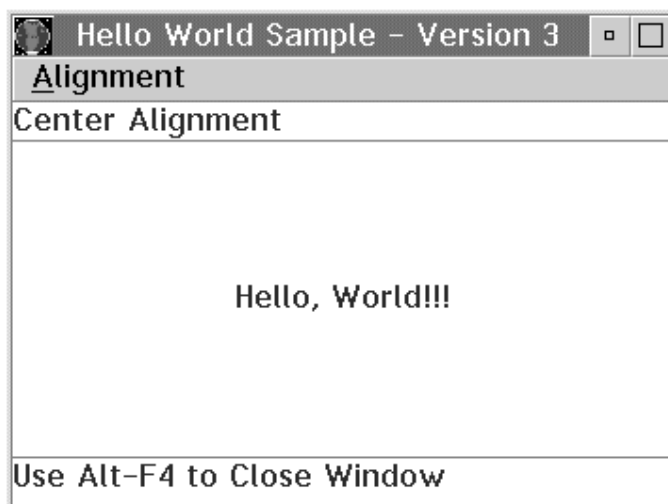 Hello World Sample - Version 3
Alignment
Center Alignment
Hello, World!!!
Use Alt-F4 to Close Window